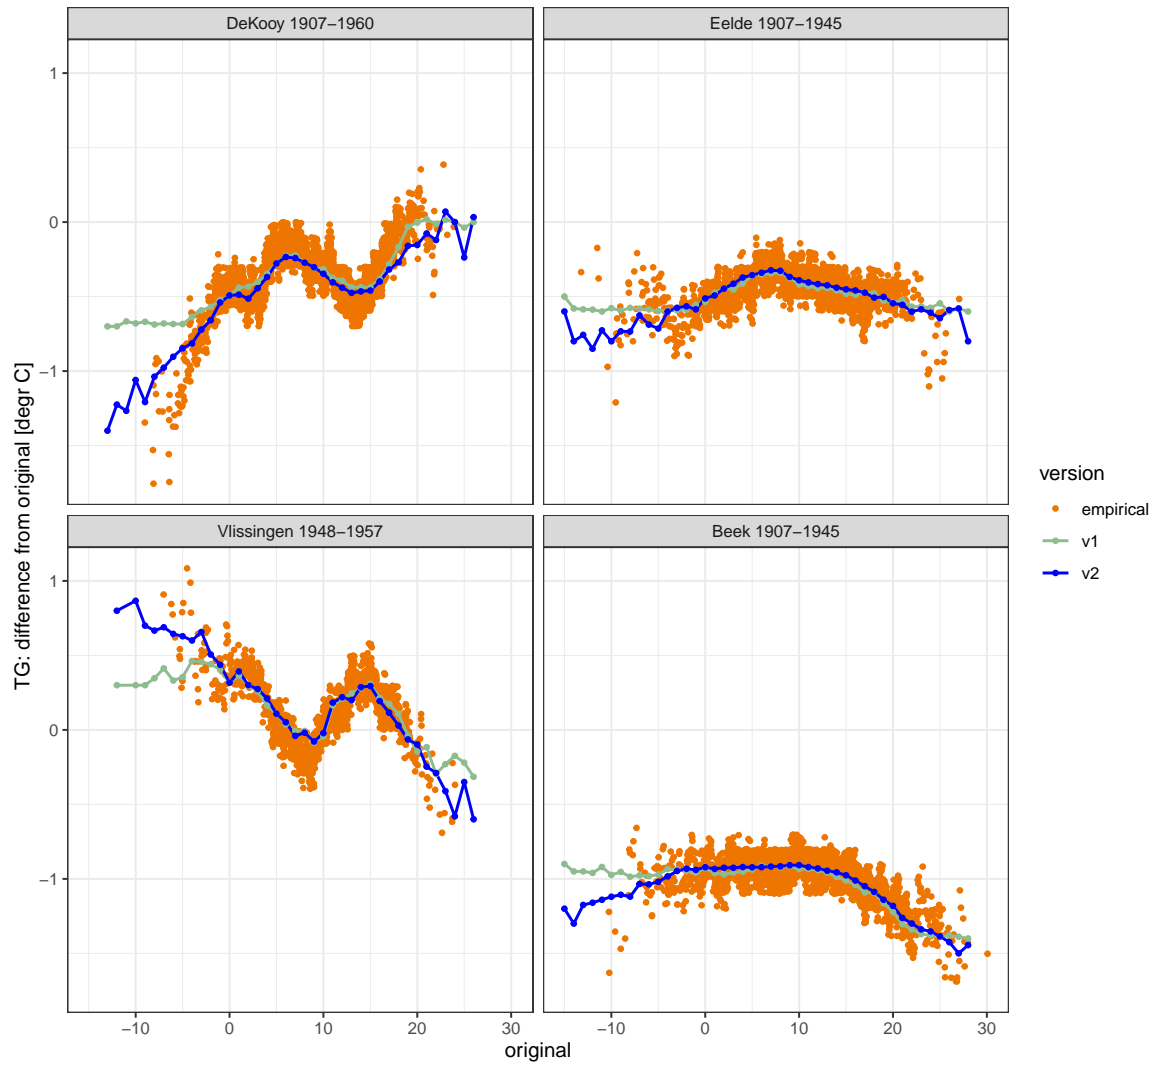 DeKooy 1907−1960
Eelde 1907−1945
1
0
−1
Vlissingen 1948−1957
Beek 1907−1945
1
0
−1
−10 0 10 20 30
−10 0 10 20 30
original
TG: difference from original [degr C]
version
empirical
v1
v2